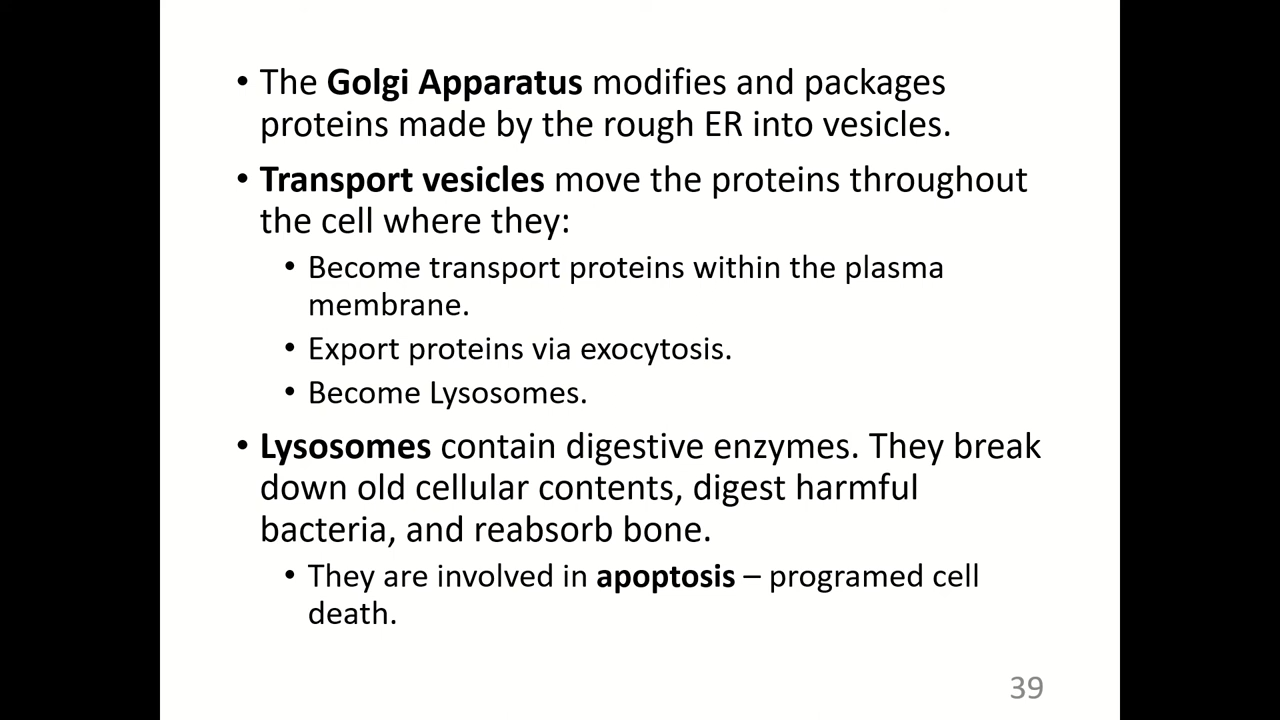 • The Golgi Apparatus modifies and packages
proteins made by the rough ER into vesicles.
• Transport vesicles move the proteins throughout
the cell where they:
• Become transport proteins within the plasma
membrane.
• Export proteins via exocytosis.
• Become Lysosomes.
• Lysosomes contain digestive enzymes. They break
down old cellular contents, digest harmful
bacteria, and reabsorb bone.
• They are involved in apoptosis – programed cell
death.
39